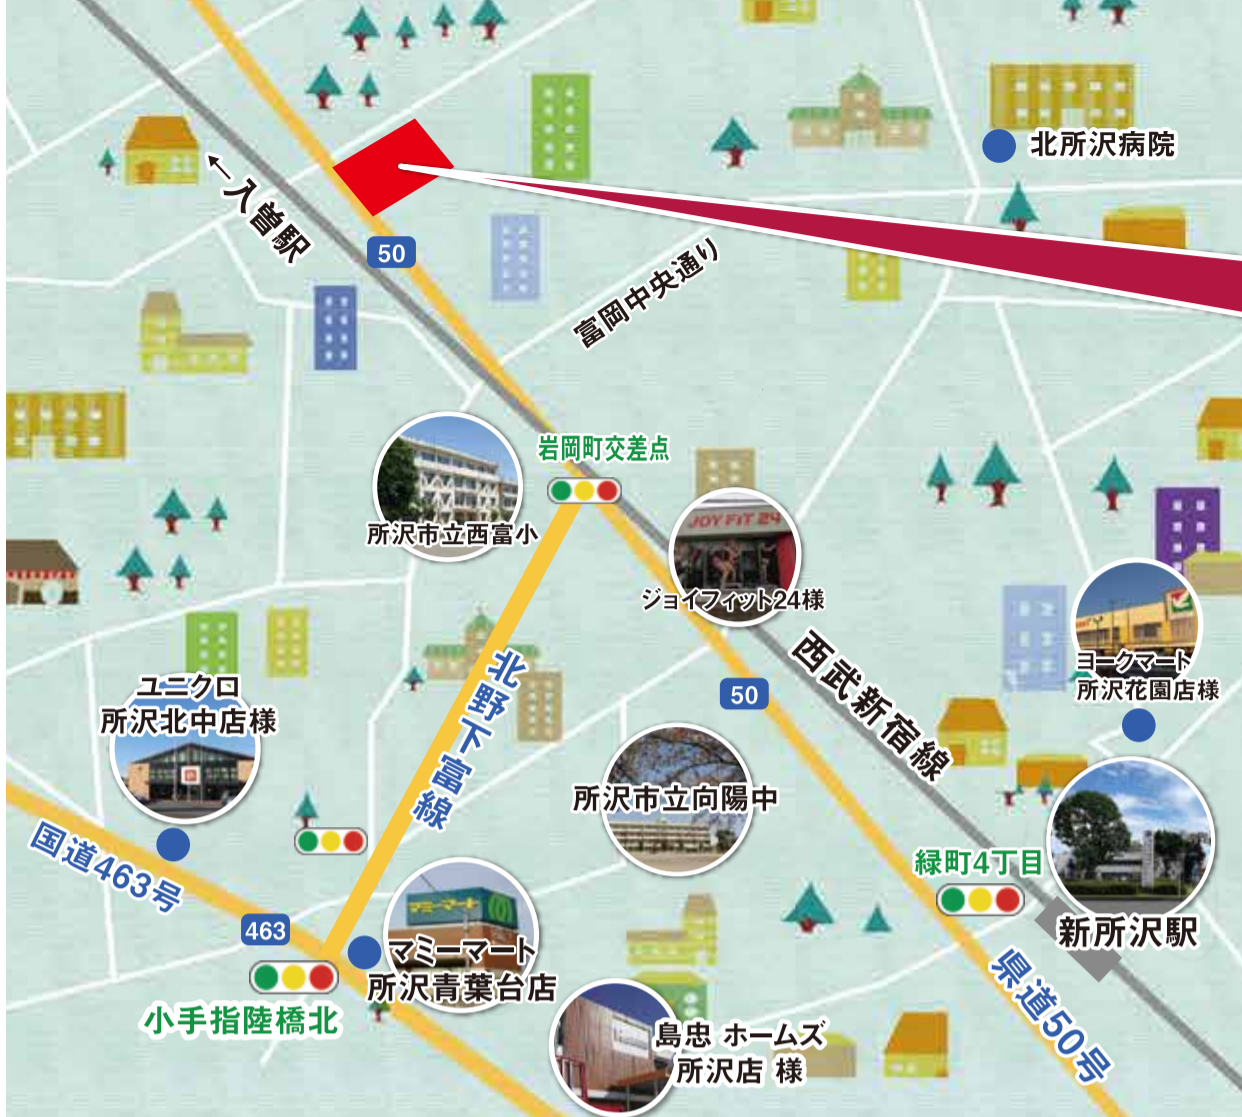 北所沢病院
←入曽駅
50
富岡中央通り
岩岡町交差点
所沢市立西富小
JOY FIT 24
ジョイフィット24様
西武新宿線
ヨークマート
所沢花園店様
ユニクロ
所沢北中店様
北野下富線
50
所沢市立向陽中
国道463号
緑町4丁目
463
マミーマート
マミーマート
所沢青葉台店
新所沢駅
小手指陸橋北
県道50号
島忠 ホームズ
所沢店 様